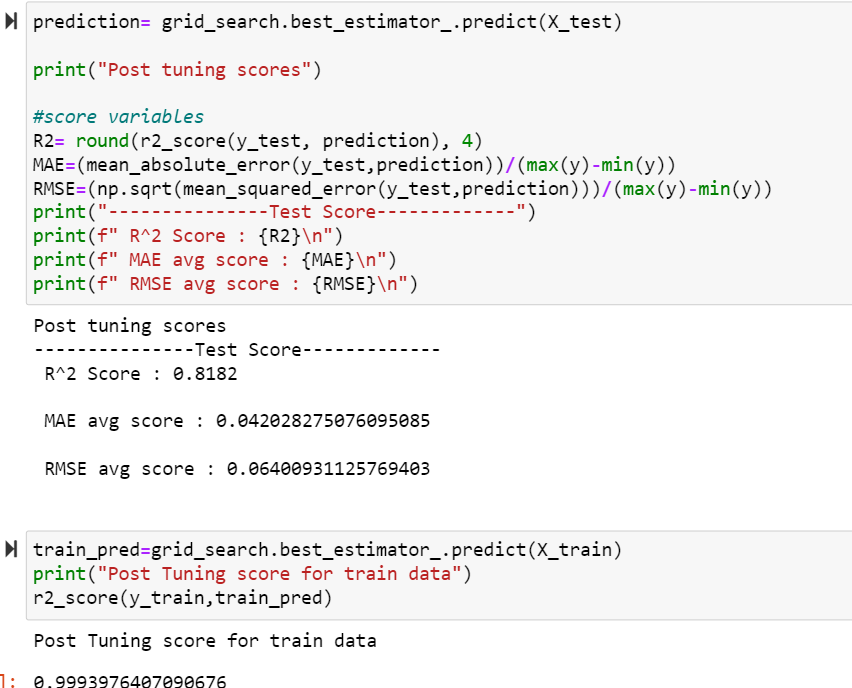 prediction= grid_search.best_estimator_.predict(X_test)
print("Post tuning scores")
#score variables
R2= round(r2_score(y_test, prediction), 4)
MAE=(mean_absolute_error(y_test,prediction))/(max(y)-min(y))
RMSE=(np.sqrt(mean_squared_error(y_test,prediction)))/(max(y)-min(y))
print("---------------Test Score-------------")
print(f" R^2 Score : {R2}\n")
print(f" MAE avg score : {MAE}\n")
print(f" RMSE avg score : {RMSE}\n")
Post tuning scores
---------------Test Score-------------
R^2 Score : 0.8182
MAE avg score : 0.042028275076095085
RMSE avg score : 0.06400931125769403
train_pred=grid_search.best_estimator_.predict(X_train)
print("Post Tuning score for train data")
r2_score(y_train,train_pred)
Post Tuning score for train data
]: 0.9993976407090676